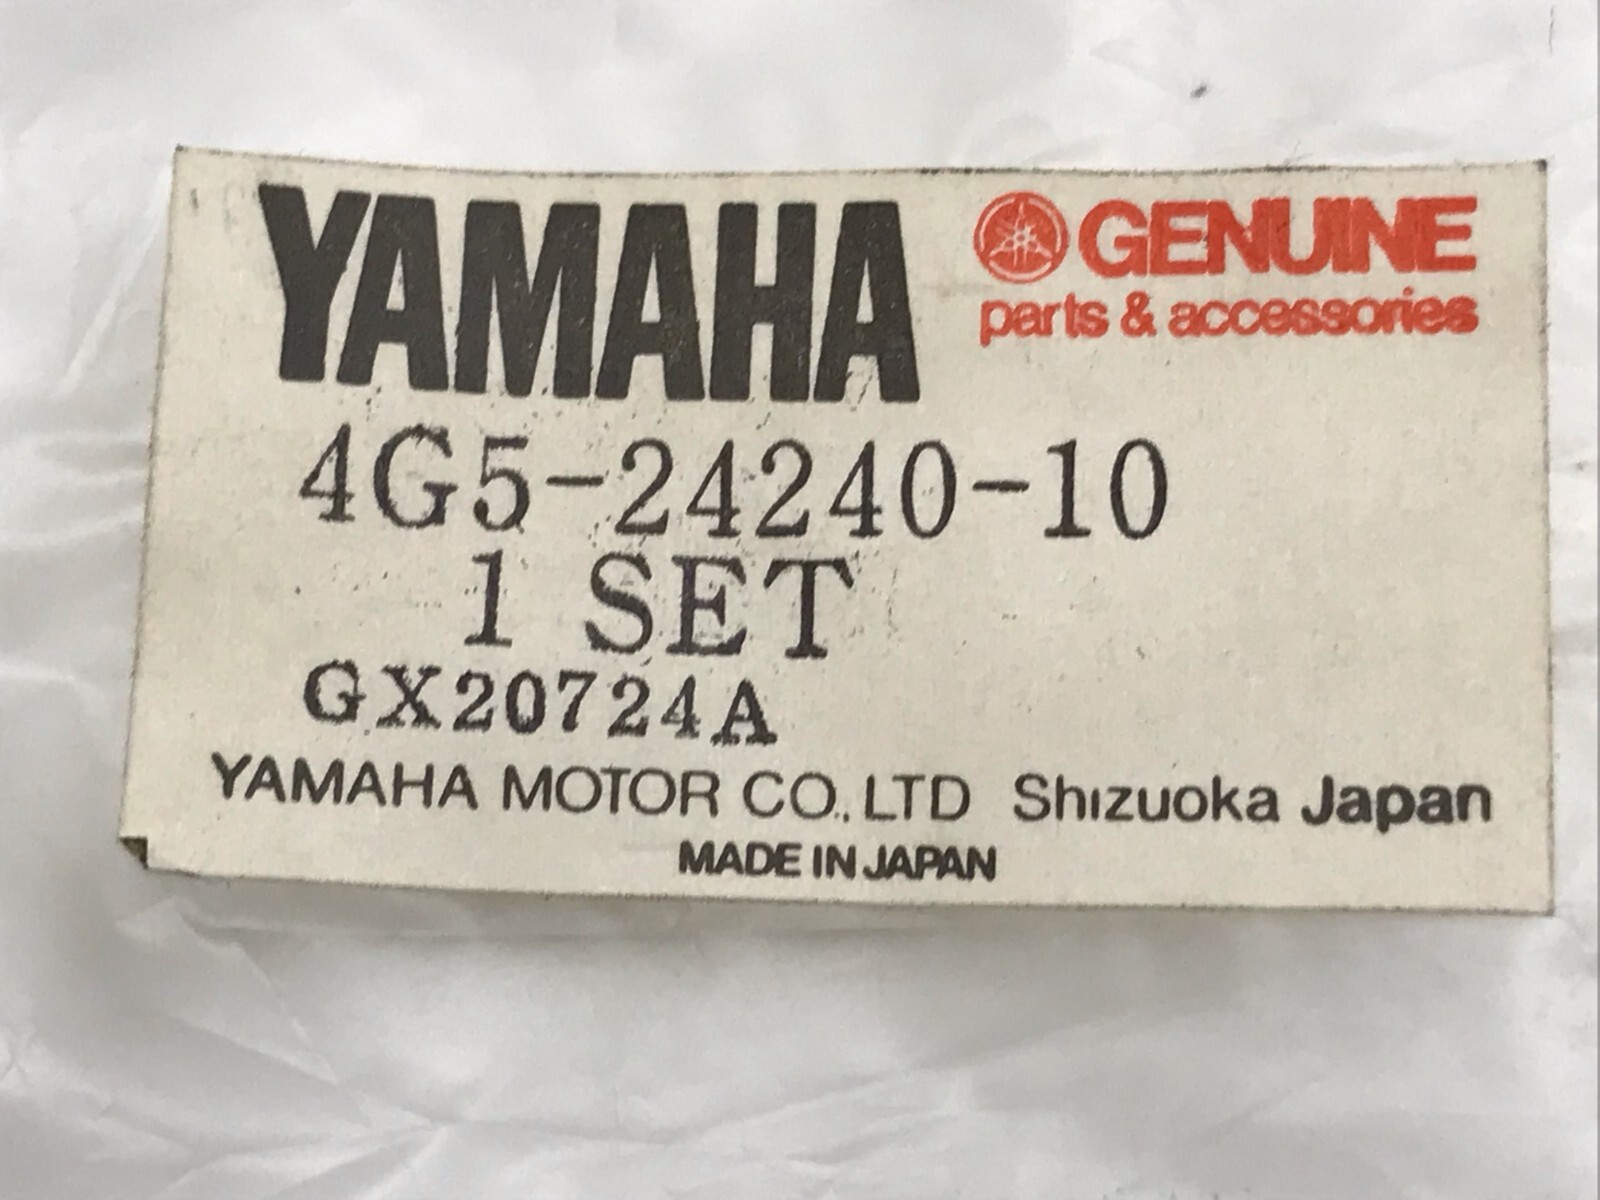 YAMAHA
GENUINE
parts & accessories
4G5-24240-10
1 SET
GX20724A
YAMAHA MOTOR CO., LTD Shizuoka Japan
MADE IN JAPAN